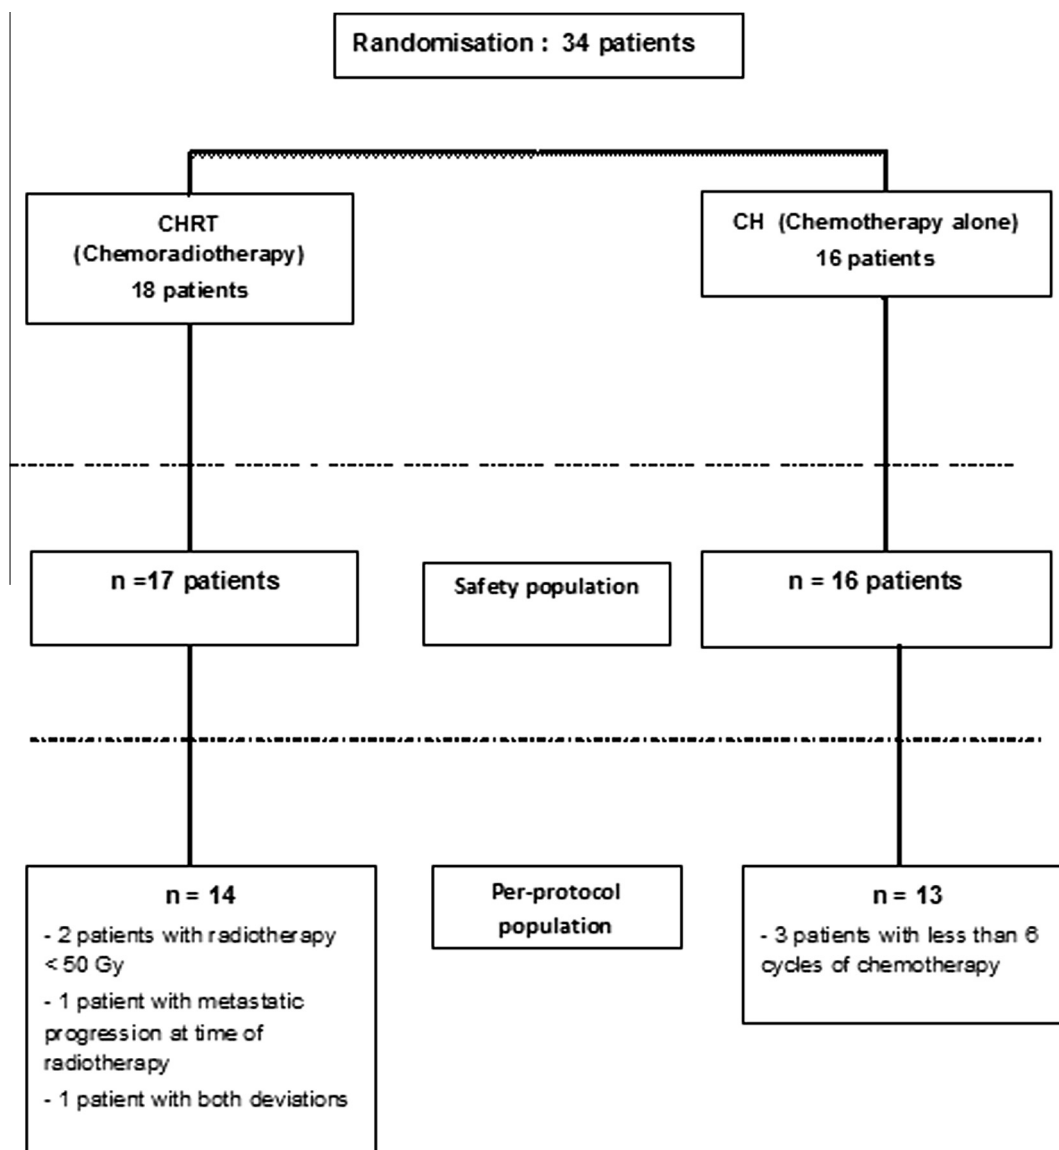 Randomisation : 34 patients
CHRT
(Chemoradiotherapy)
18 patients
CH (Chemotherapy alone)
16 patients
n =17 patients
Safety population
n = 16 patients
n = 14
- 2 patients with radiotherapy
< 50 Gy
- 1 patient with metastatic
progression at time of
radiotherapy
- 1 patient with both deviations
Per-protocol
population
n = 13
- 3 patients with less than 6
cycles of chemotherapy